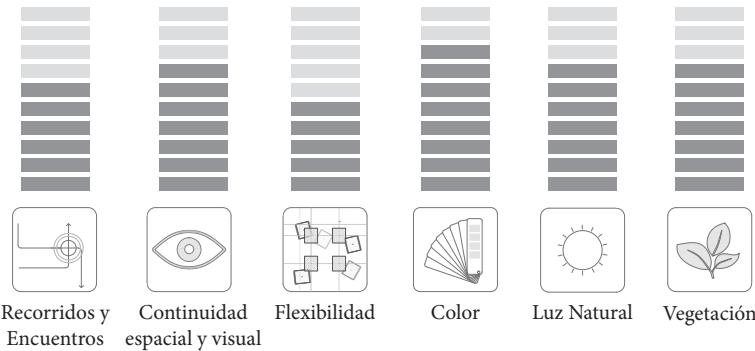 Recorridos y
Encuentros
Continuidad
espacial y visual
Flexibilidad
Color
Luz Natural
Vegetación